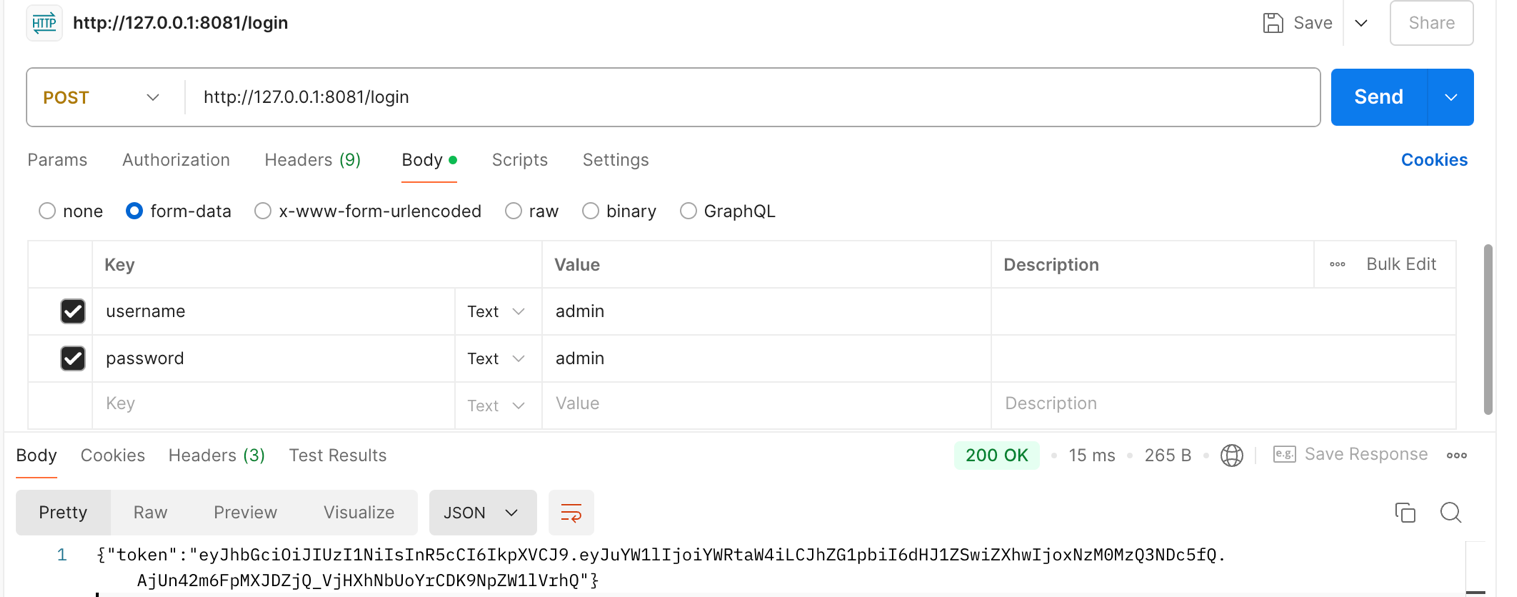 HTTP http://127.0.0.1:8081/login Save Share
POST http://127.0.0.1:8081/login Send
Params Authorization Headers (9) Body Scripts Settings Cookies
none form-data x-www-form-urlencoded raw binary GraphQL
Key Value Description Bulk Edit
username Text admin
password Text admin
Key Text Value Description
Body Cookies Headers (3) Test Results 200 OK 15 ms 265 B e.g. Save Response
Pretty Raw Preview Visualize JSON
1 {"token":"eyJhbGciOiJIUzI1NiIsInR5cCI6IkpXVCJ9.eyJuYW1lIjoiYWRtaW4iLCJhZG1pbiI6dHJ1ZSwiZXhwIjoxNzM0MzQ3NDc5fQ.
AjUn42m6FpMXJDZjQ_VjHXhNbUoYrCDK9NpZW1lVrhQ"}